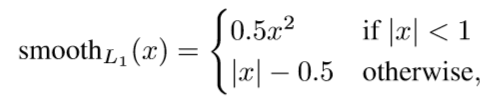 smooth_{L_1}(x) = { 0.5x^2 if |x| < 1
|x| − 0.5 otherwise,